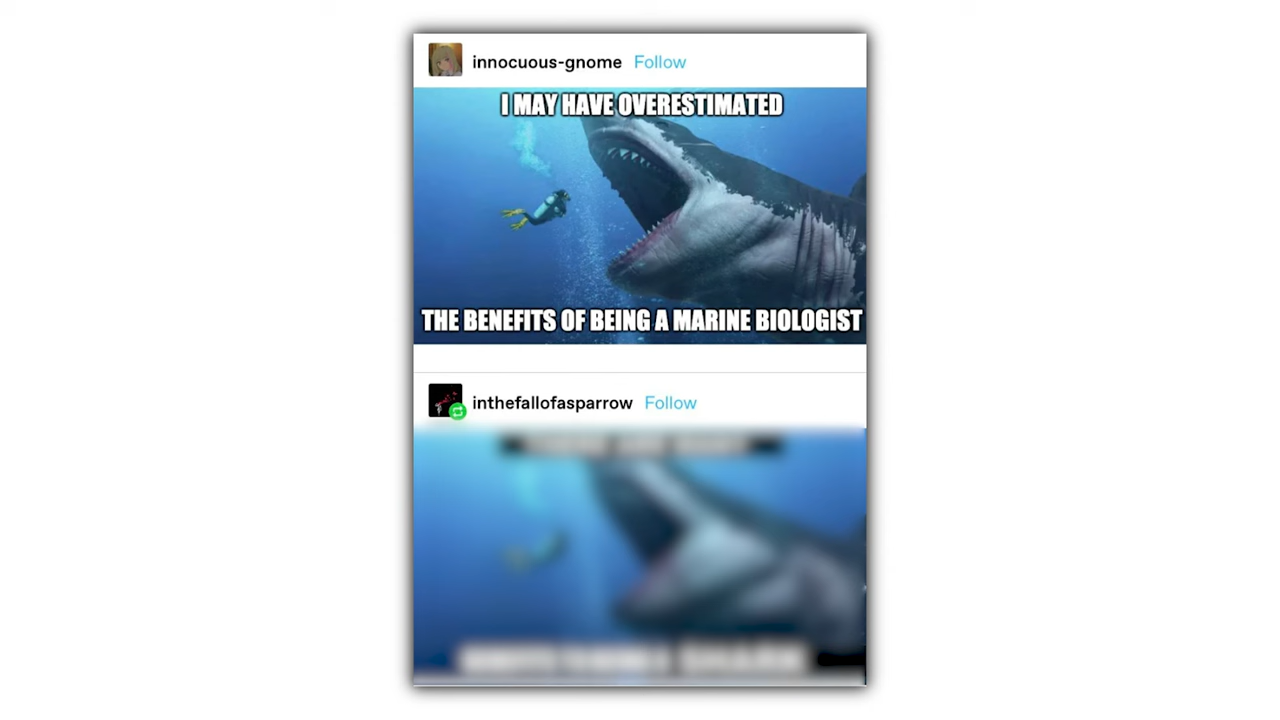 innocuous-gnome Follow
I MAY HAVE OVERESTIMATED
THE BENEFITS OF BEING A MARINE BIOLOGIST
inthefallofasparrow Follow